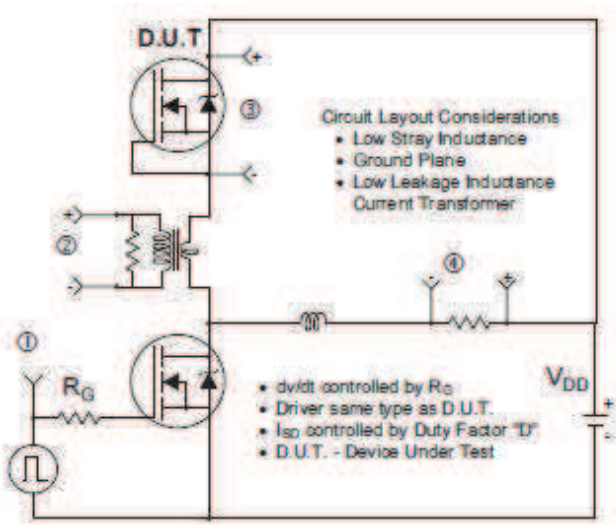 D.U.T
+
③
-
Circuit Layout Considerations
• Low Stray Inductance
• Ground Plane
• Low Leakage Inductance
Current Transformer
+
②
-
④
- +
①
RG
VDD
+
-
• dv/dt controlled by RG
• Driver same type as D.U.T.
• ISD controlled by Duty Factor "D"
• D.U.T. - Device Under Test